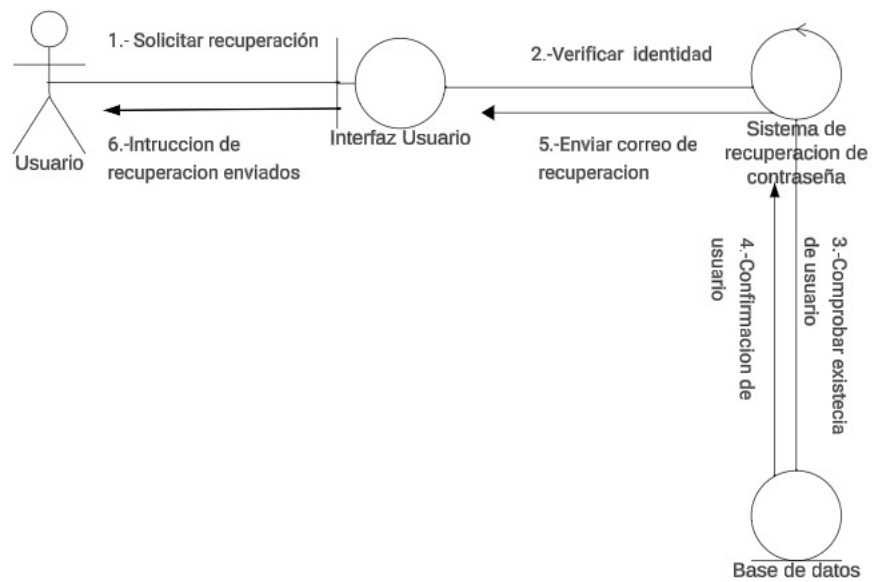 1.- Solicitar recuperación
2.-Verificar identidad
6.-Intruccion de
recuperacion enviados
Usuario
Interfaz Usuario
5.-Enviar correo de
recuperacion
Sistema de
recuperacion de
contraseña
3.-Comprobar existecia
de usuario
4.-Confirmacion de
usuario
Base de datos